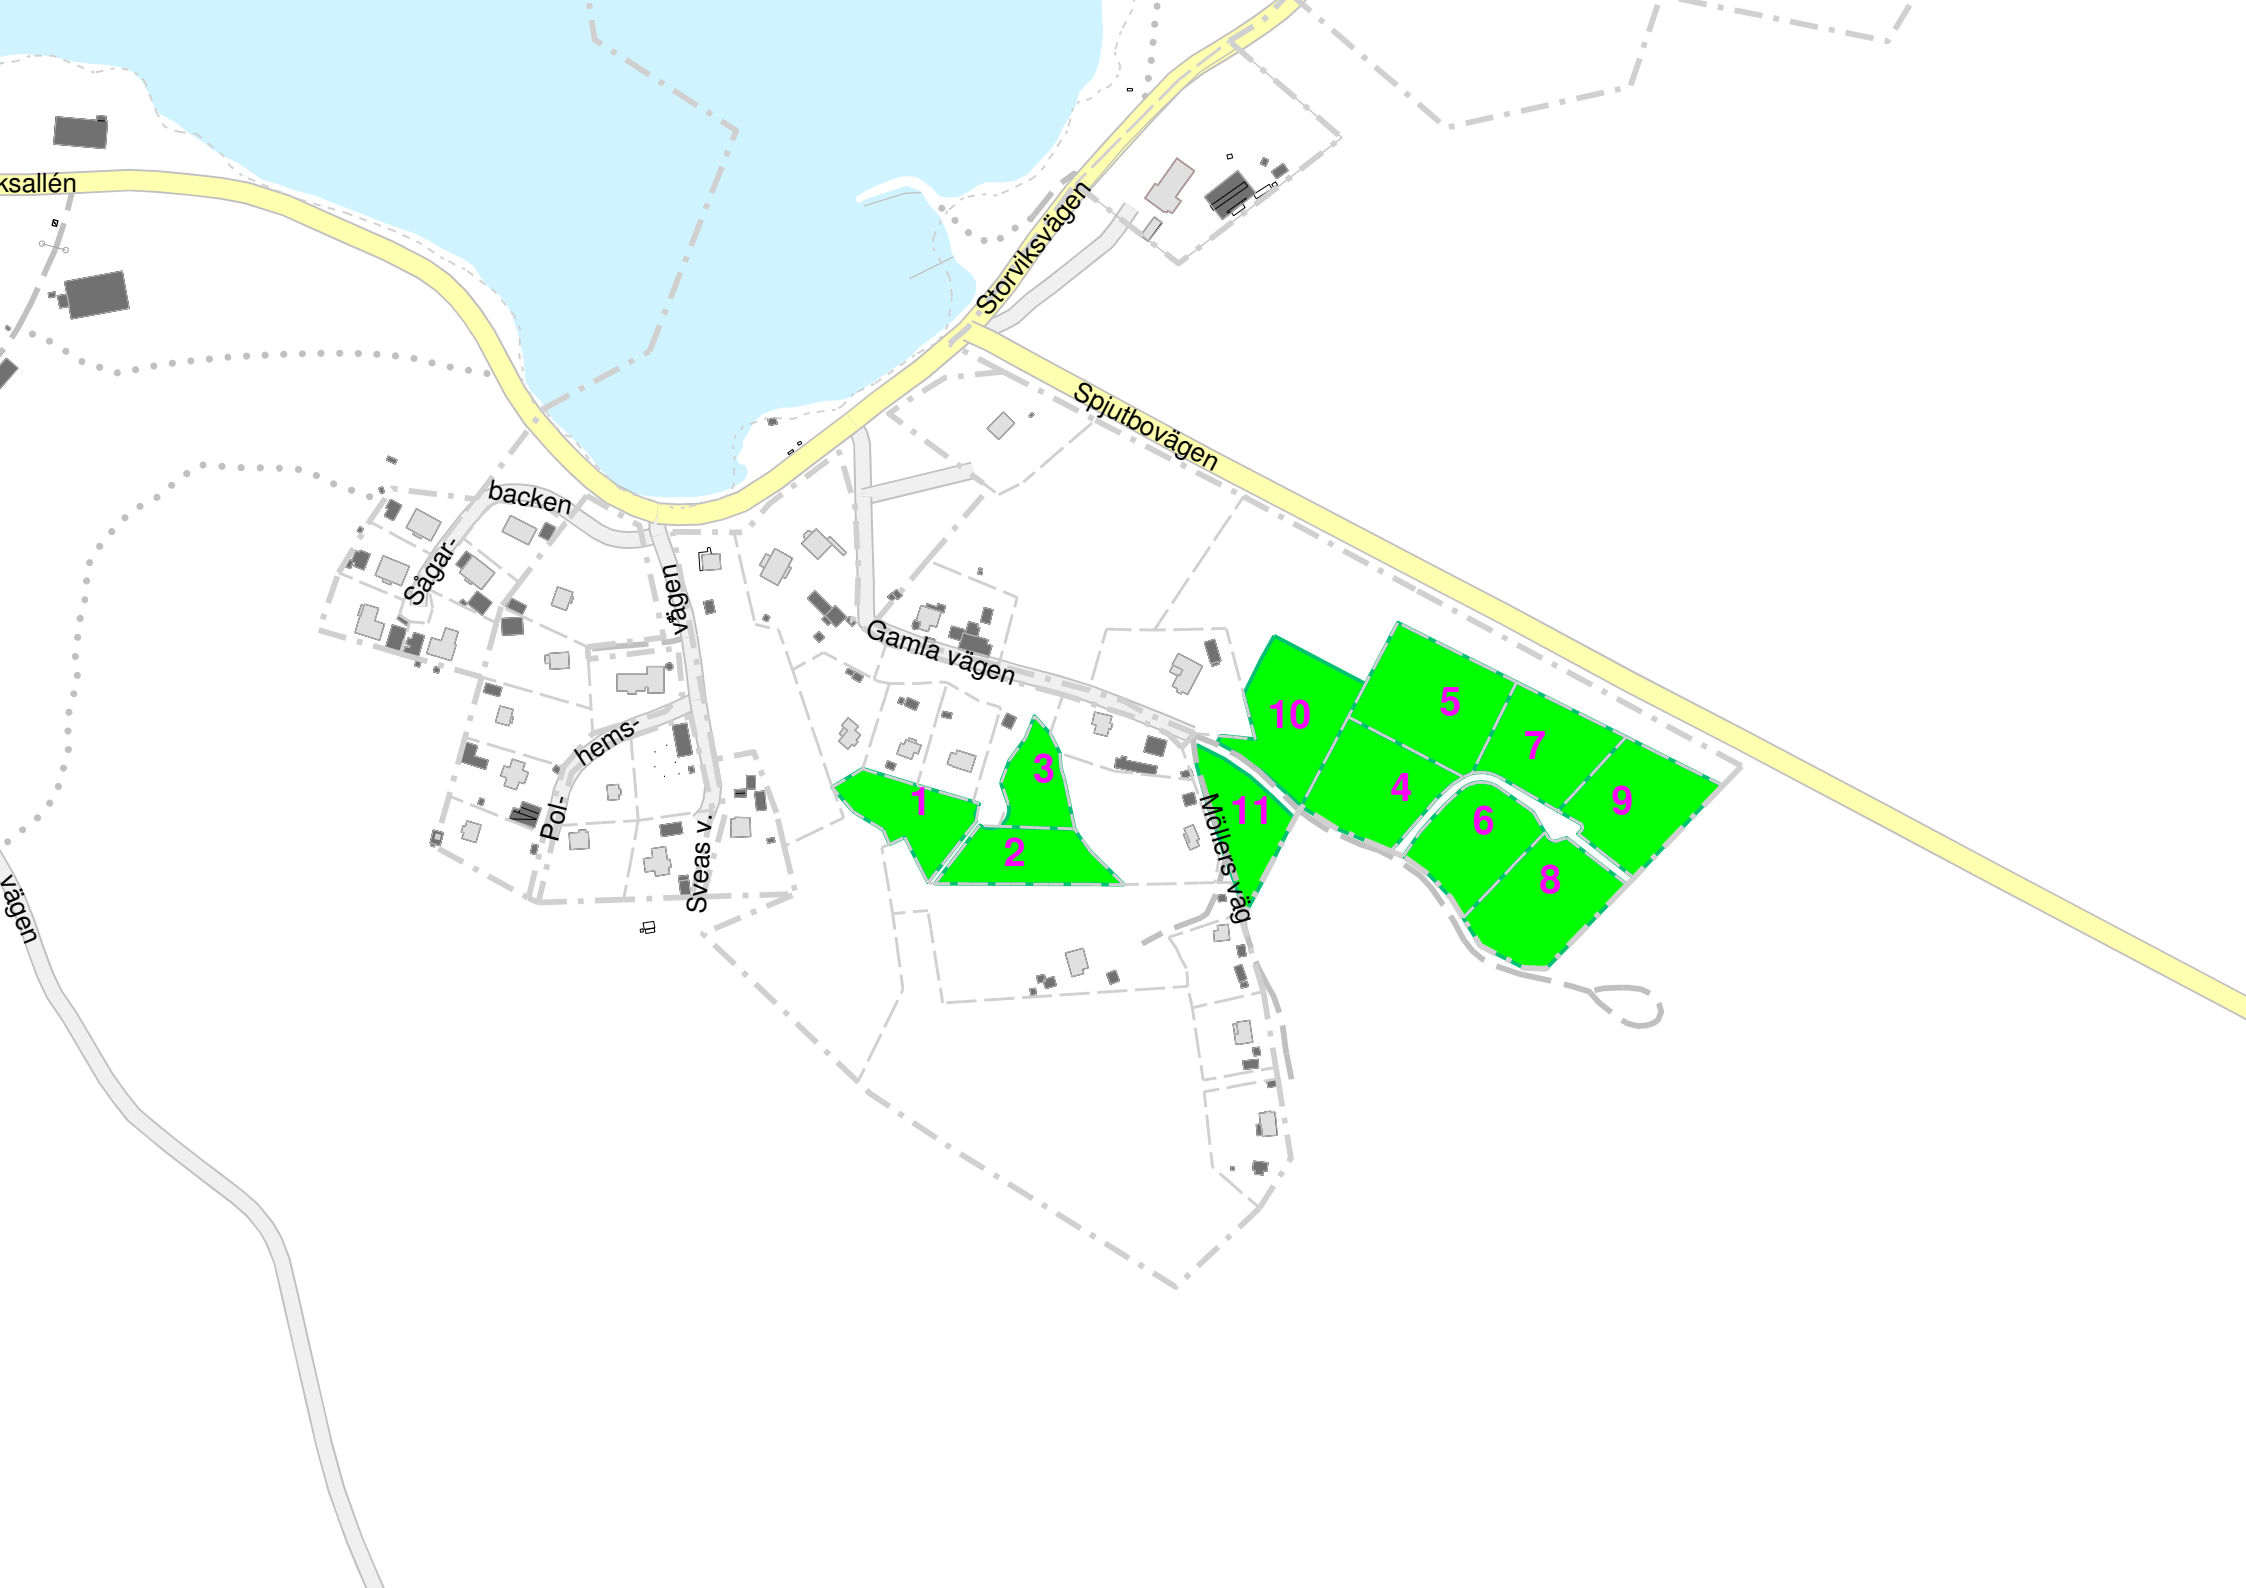 ksallén
Storviksvägen
Spjutbovägen
backen
Sågar-
vägen
Gamla vägen
hems-
Pol-
Sveas v.
Möllers väg
vägen
5
10
7
3
4
9
1
11
6
2
8